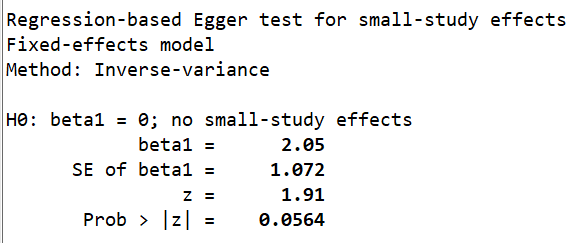 Regression-based Egger test for small-study effects
Fixed-effects model
Method: Inverse-variance
H0: beta1 = 0; no small-study effects
beta1 = 2.05
SE of beta1 = 1.072
z = 1.91
Prob > |z| = 0.0564